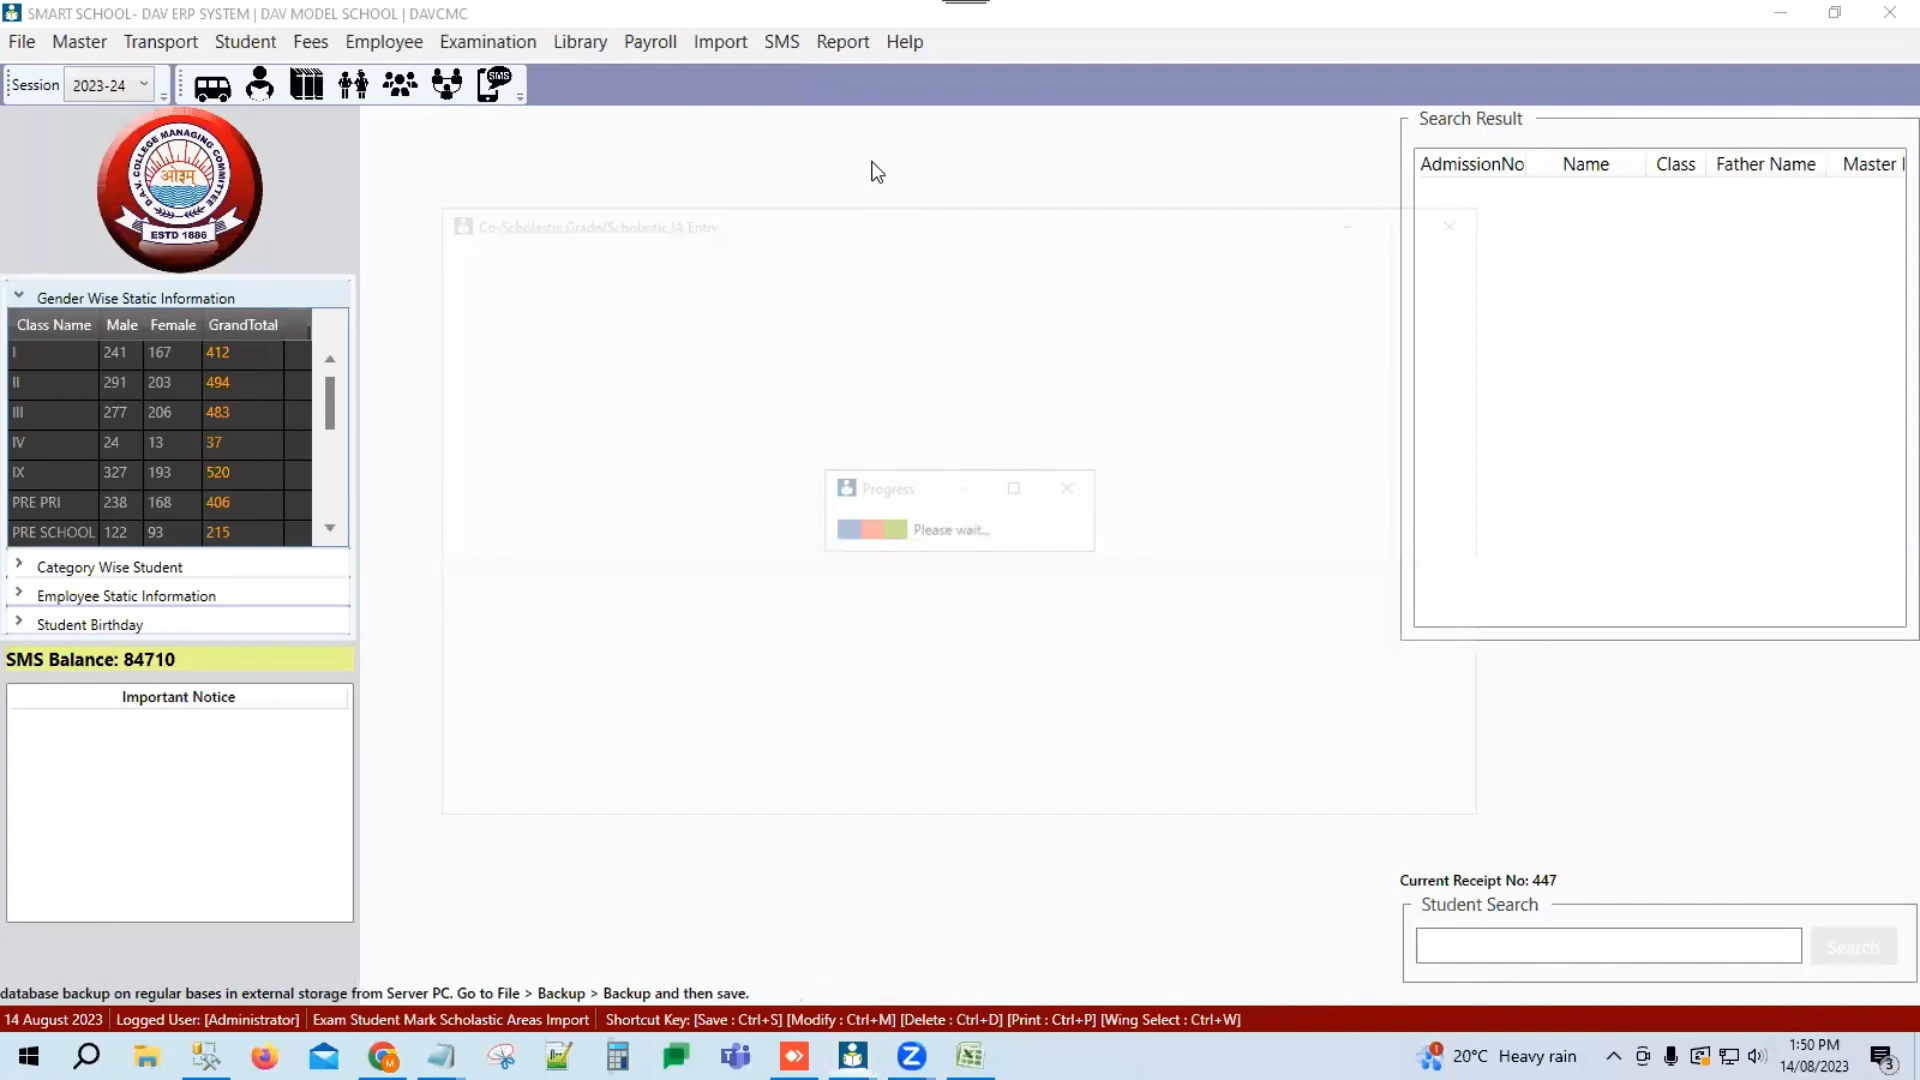 SMART SCHOOL- DAV ERP SYSTEM | DAV MODEL SCHOOL | DAVCMC
File Master Transport Student Fees Employee Examination Library Payroll Import SMS Report Help
Session 2023-24 SMS
D.A.V. COLLEGE MANAGING COMMITTEE
ओ३म्
ESTD 1886
Search Result
AdmissionNo Name Class Father Name Master
Co-Scholastic Grade/Scholastic IA Entry
Gender Wise Static Information
Class Name Male Female GrandTotal
I 241 167 412
II 291 203 494
III 277 206 483
IV 24 13 37
IX 327 193 520
PRE PRI 238 168 406
PRE SCHOOL 122 93 215
Progress
Please wait...
Category Wise Student
Employee Static Information
Student Birthday
SMS Balance: 84710
Important Notice
Current Receipt No: 447
Student Search
Search
database backup on regular bases in external storage from Server PC. Go to File > Backup > Backup and then save.
14 August 2023 Logged User: [Administrator] Exam Student Mark Scholastic Areas Import Shortcut Key: [Save : Ctrl+S] [Modify : Ctrl+M] [Delete : Ctrl+D] [Print : Ctrl+P] [Wing Select : Ctrl+W]
20°C Heavy rain
1:50 PM
14/08/2023
3